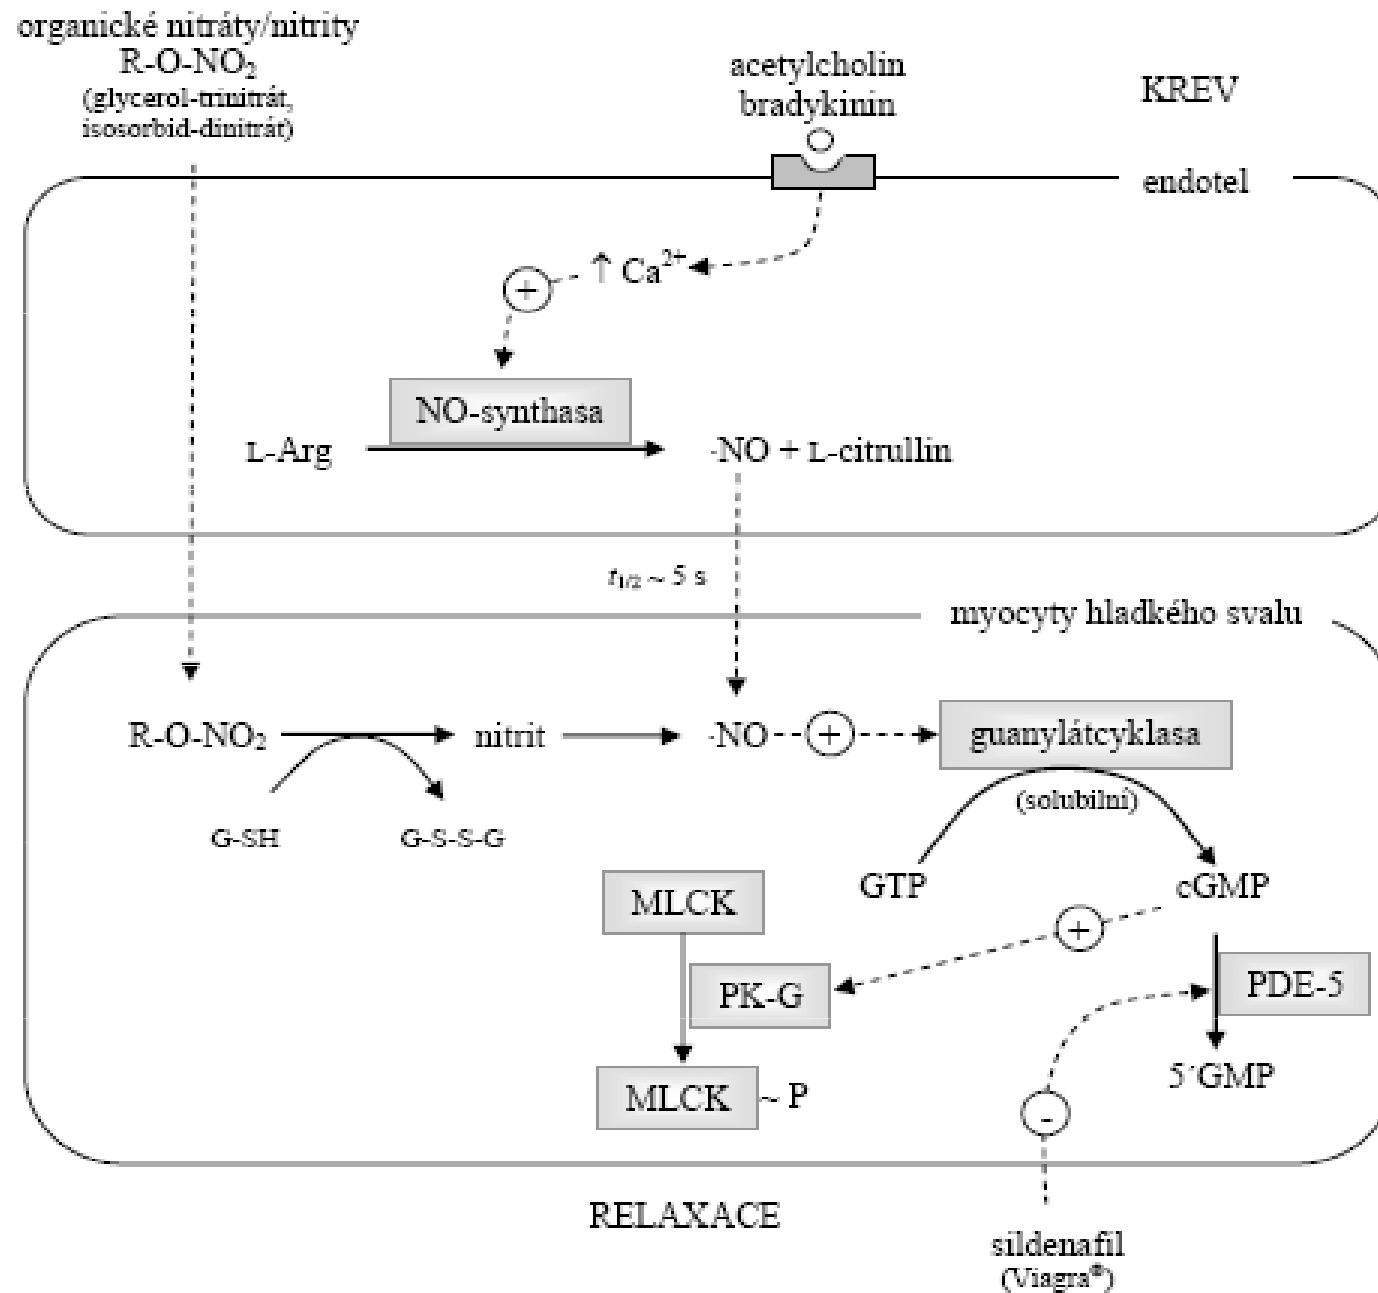 organické nitráty/nitrity
R-O-NO₂
(glycerol-trinitrát,
isosorbid-dinitrát)
acetylcholin
bradykinin
KREV
endotel
↑ Ca²⁺
+
NO-synthasa
L-Arg
·NO + L-citrullin
t1/2 ~ 5 s
myocyty hladkého svalu
R-O-NO₂
nitrit
·NO
+
guanylátcyklasa
(solubilní)
G-SH
G-S-S-G
GTP
cGMP
MLCK
+
PK-G
PDE-5
MLCK ~ P
5´GMP
-
RELAXACE
sildenafil
(Viagra®)